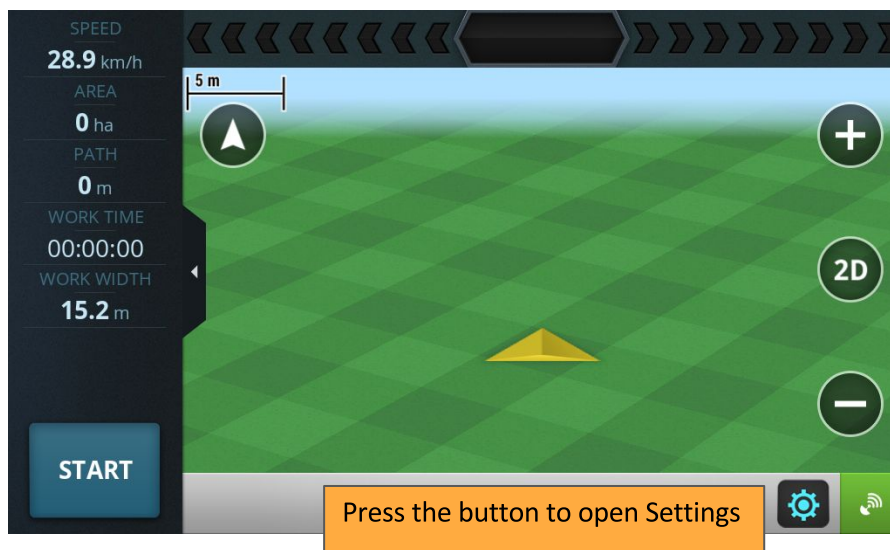 SPEED
28.9 km/h
AREA
0 ha
PATH
0 m
WORK TIME
00:00:00
WORK WIDTH
15.2 m
START
5 m
2D
Press the button to open Settings